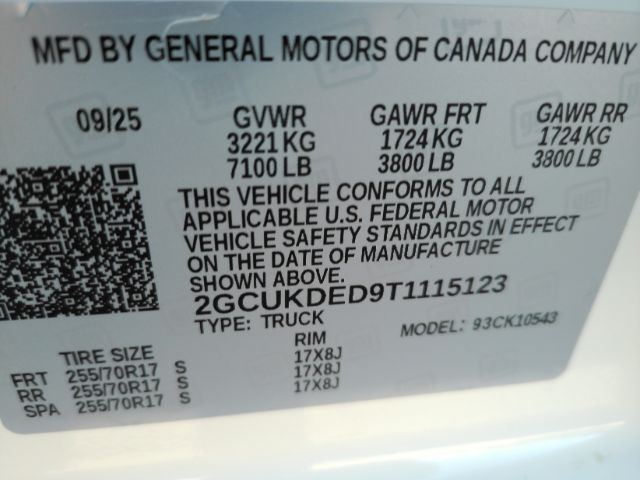 MFD BY GENERAL MOTORS OF CANADA COMPANY
09/25 GVWR GAWR FRT GAWR RR
3221 KG 1724 KG 1724 KG
7100 LB 3800 LB 3800 LB
THIS VEHICLE CONFORMS TO ALL
APPLICABLE U.S. FEDERAL MOTOR
VEHICLE SAFETY STANDARDS IN EFFECT
ON THE DATE OF MANUFACTURE
SHOWN ABOVE.
2GCUKDED9T1115123
TYPE: TRUCK MODEL: 93CK10543
TIRE SIZE RIM
FRT 255/70R17 S 17X8J
RR 255/70R17 S 17X8J
SPA 255/70R17 S 17X8J